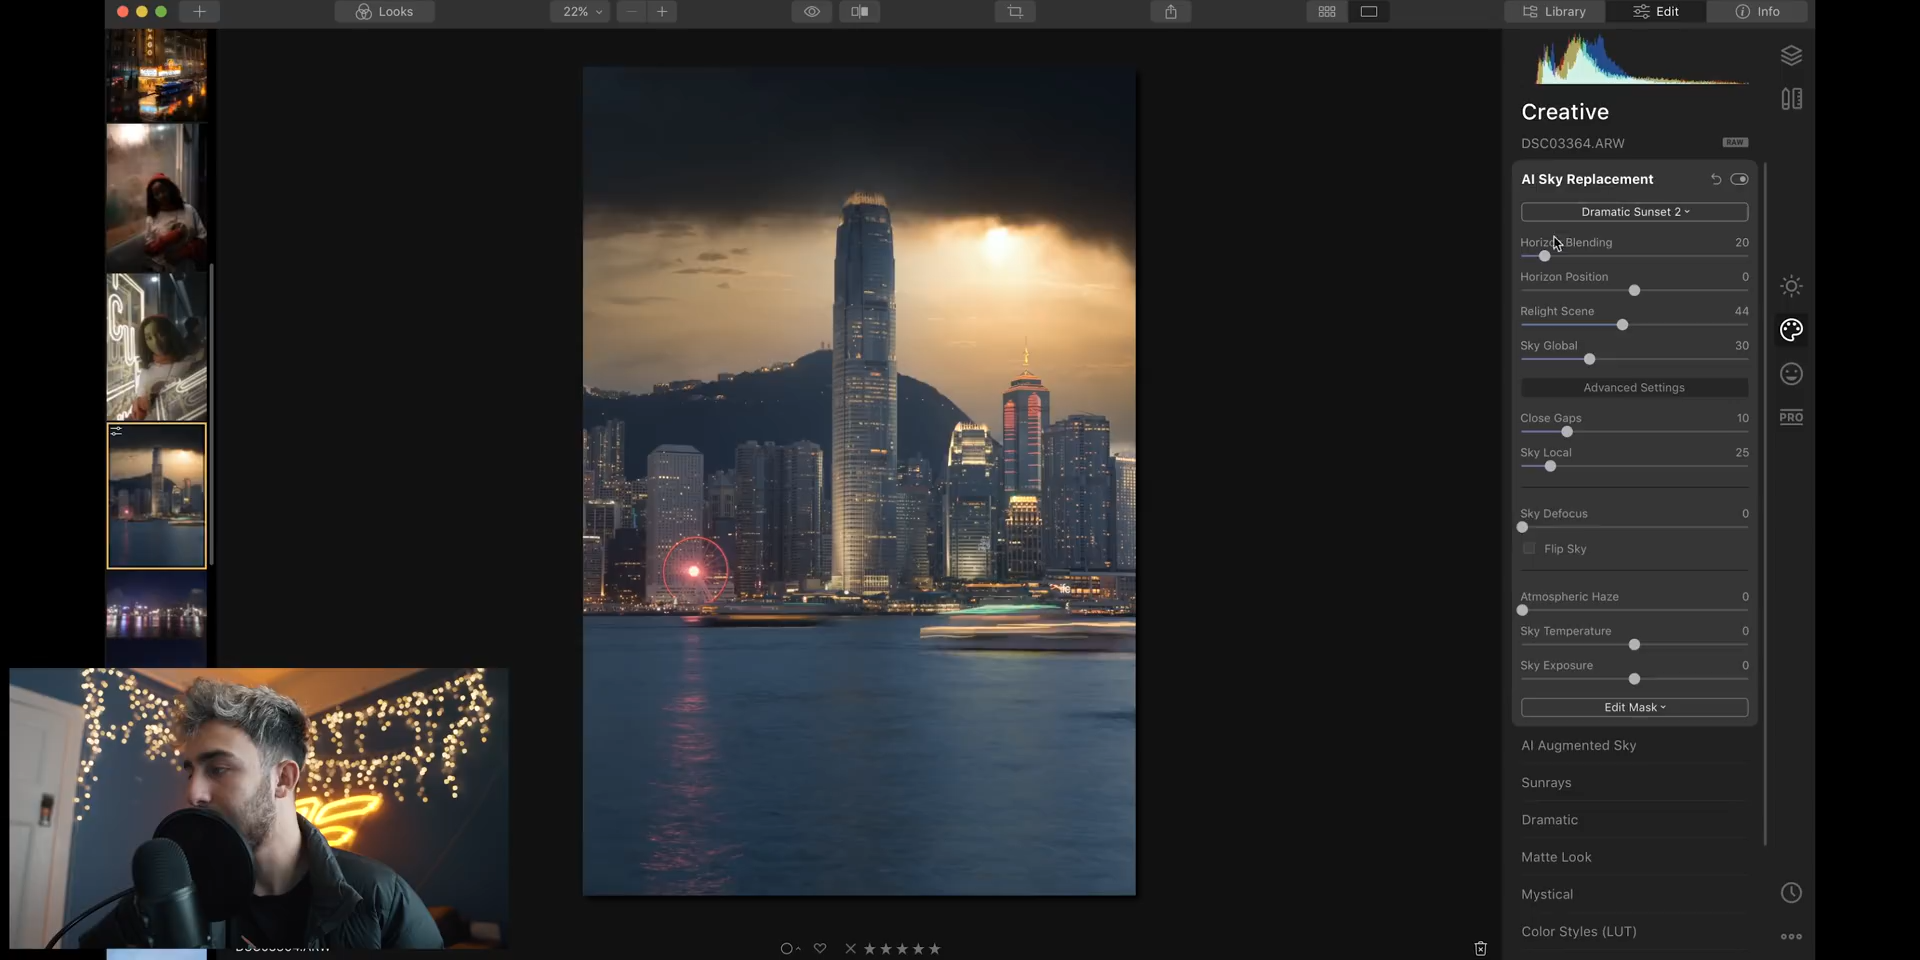 Looks
22%
Library
Edit
Info
Creative
DSC03364.ARW
RAW
AI Sky Replacement
Dramatic Sunset 2
Horizon Blending 20
Horizon Position 0
Relight Scene 44
Sky Global 30
Advanced Settings
Close Gaps 10
Sky Local 25
Sky Defocus 0
Flip Sky
Atmospheric Haze 0
Sky Temperature 0
Sky Exposure 0
Edit Mask
AI Augmented Sky
Sunrays
Dramatic
Matte Look
Mystical
Color Styles (LUT)
PRO
DSC03364.ARW